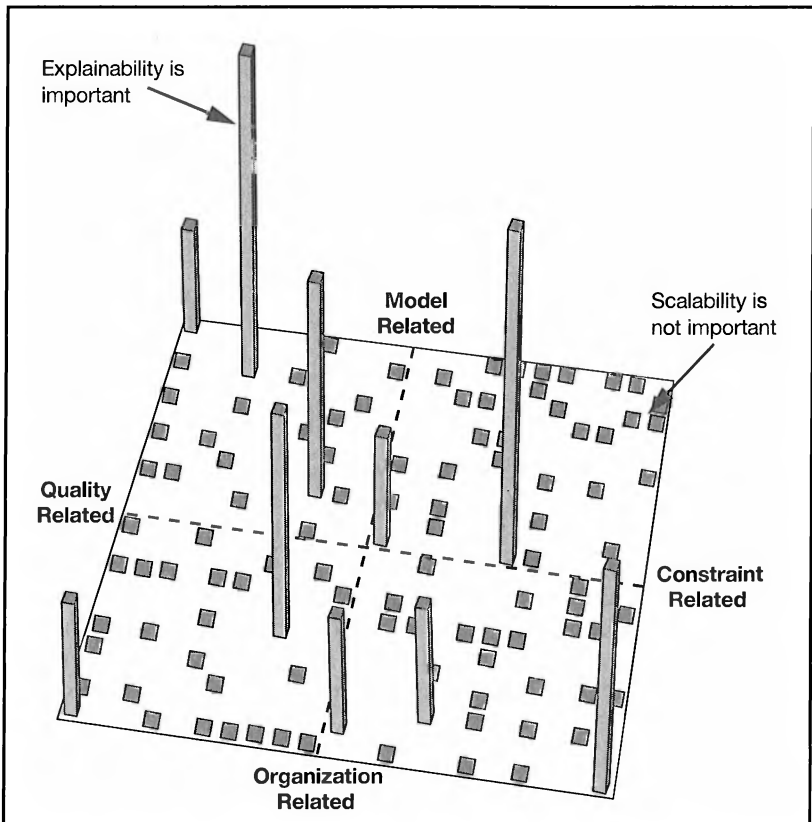 Explainability is
important
Model
Related
Scalability is
not important
Quality
Related
Constraint
Related
Organization
Related